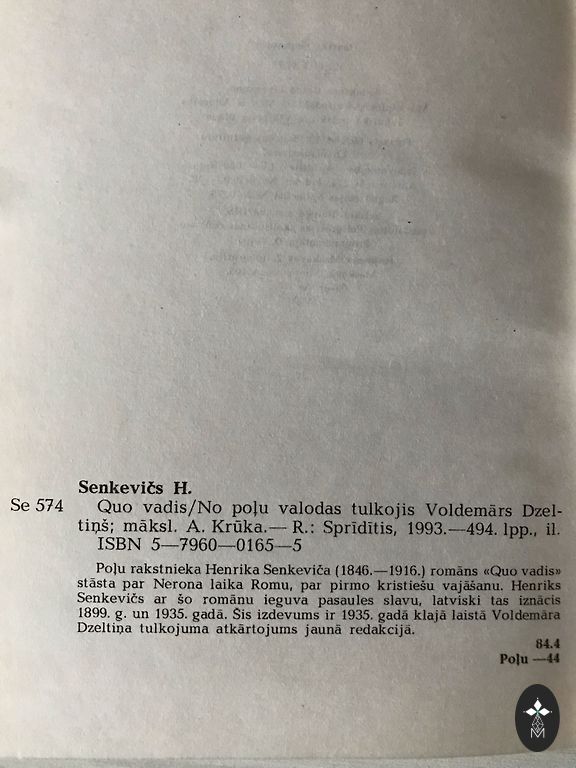 Senkevičs H.
Se 574 Quo vadis/No poļu valodas tulkojis Voldemārs Dzel-
tiņš; māksl. A. Krūka.— R.: Sprīdītis, 1993.—494. lpp., il.
ISBN 5—7960—0165—5
Poļu rakstnieka Henrika Senkeviča (1846.—1916.) romāns «Quo vadis»
stāsta par Nerona laika Romu, par pirmo kristiešu vajāšanu. Henriks
Senkevičs ar šo romānu ieguva pasaules slavu, latviski tas iznācis
1899. g. un 1935. gadā. Šis izdevums ir 1935. gadā klajā laistā Voldemāra
Dzeltiņa tulkojuma atkārtojums jaunā redakcijā.
84.4
Poļu —44